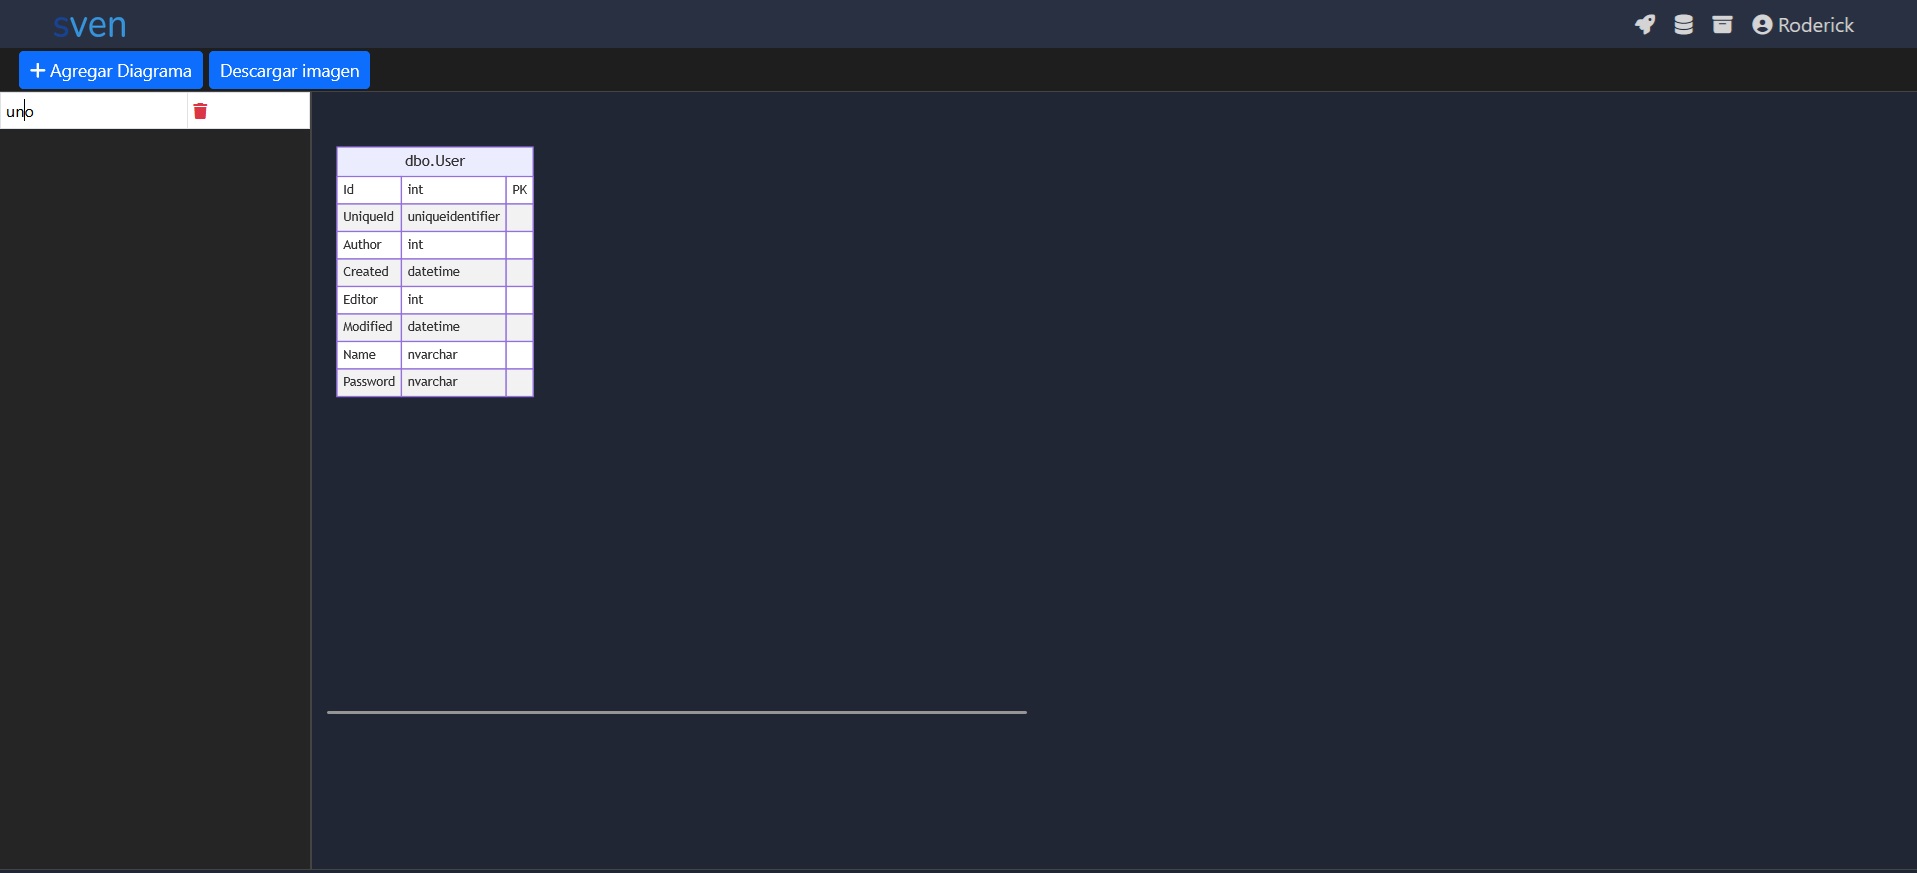 sven
Roderick
Agregar Diagrama
Descargar imagen
uno
dbo.User
Id int PK
UniqueId uniqueidentifier
Author int
Created datetime
Editor int
Modified datetime
Name nvarchar
Password nvarchar